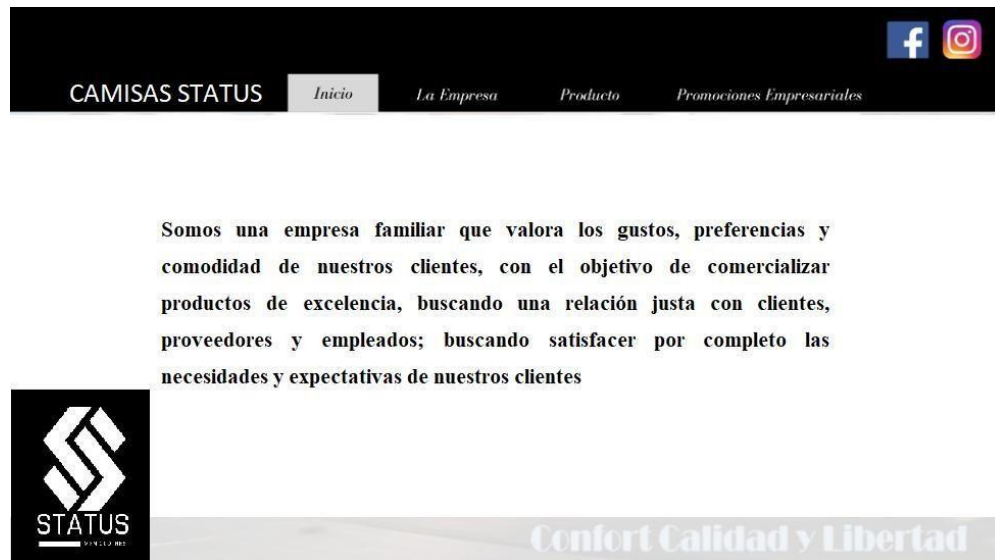 CAMISAS STATUS
Inicio
La Empresa
Producto
Promociones Empresariales
Somos una empresa familiar que valora los gustos, preferencias y
comodidad de nuestros clientes, con el objetivo de comercializar
productos de excelencia, buscando una relación justa con clientes,
proveedores y empleados; buscando satisfacer por completo las
necesidades y expectativas de nuestros clientes
STATUS
Confort Calidad y Libertad